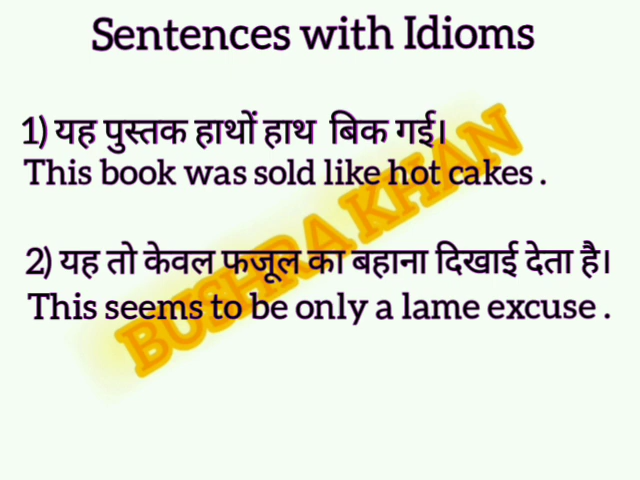 Sentences with Idioms
1) यह पुस्तक हाथों हाथ बिक गई।
This book was sold like hot cakes .
2) यह तो केवल फजूल का बहाना दिखाई देता है।
This seems to be only a lame excuse .
BUSHRA KHAN